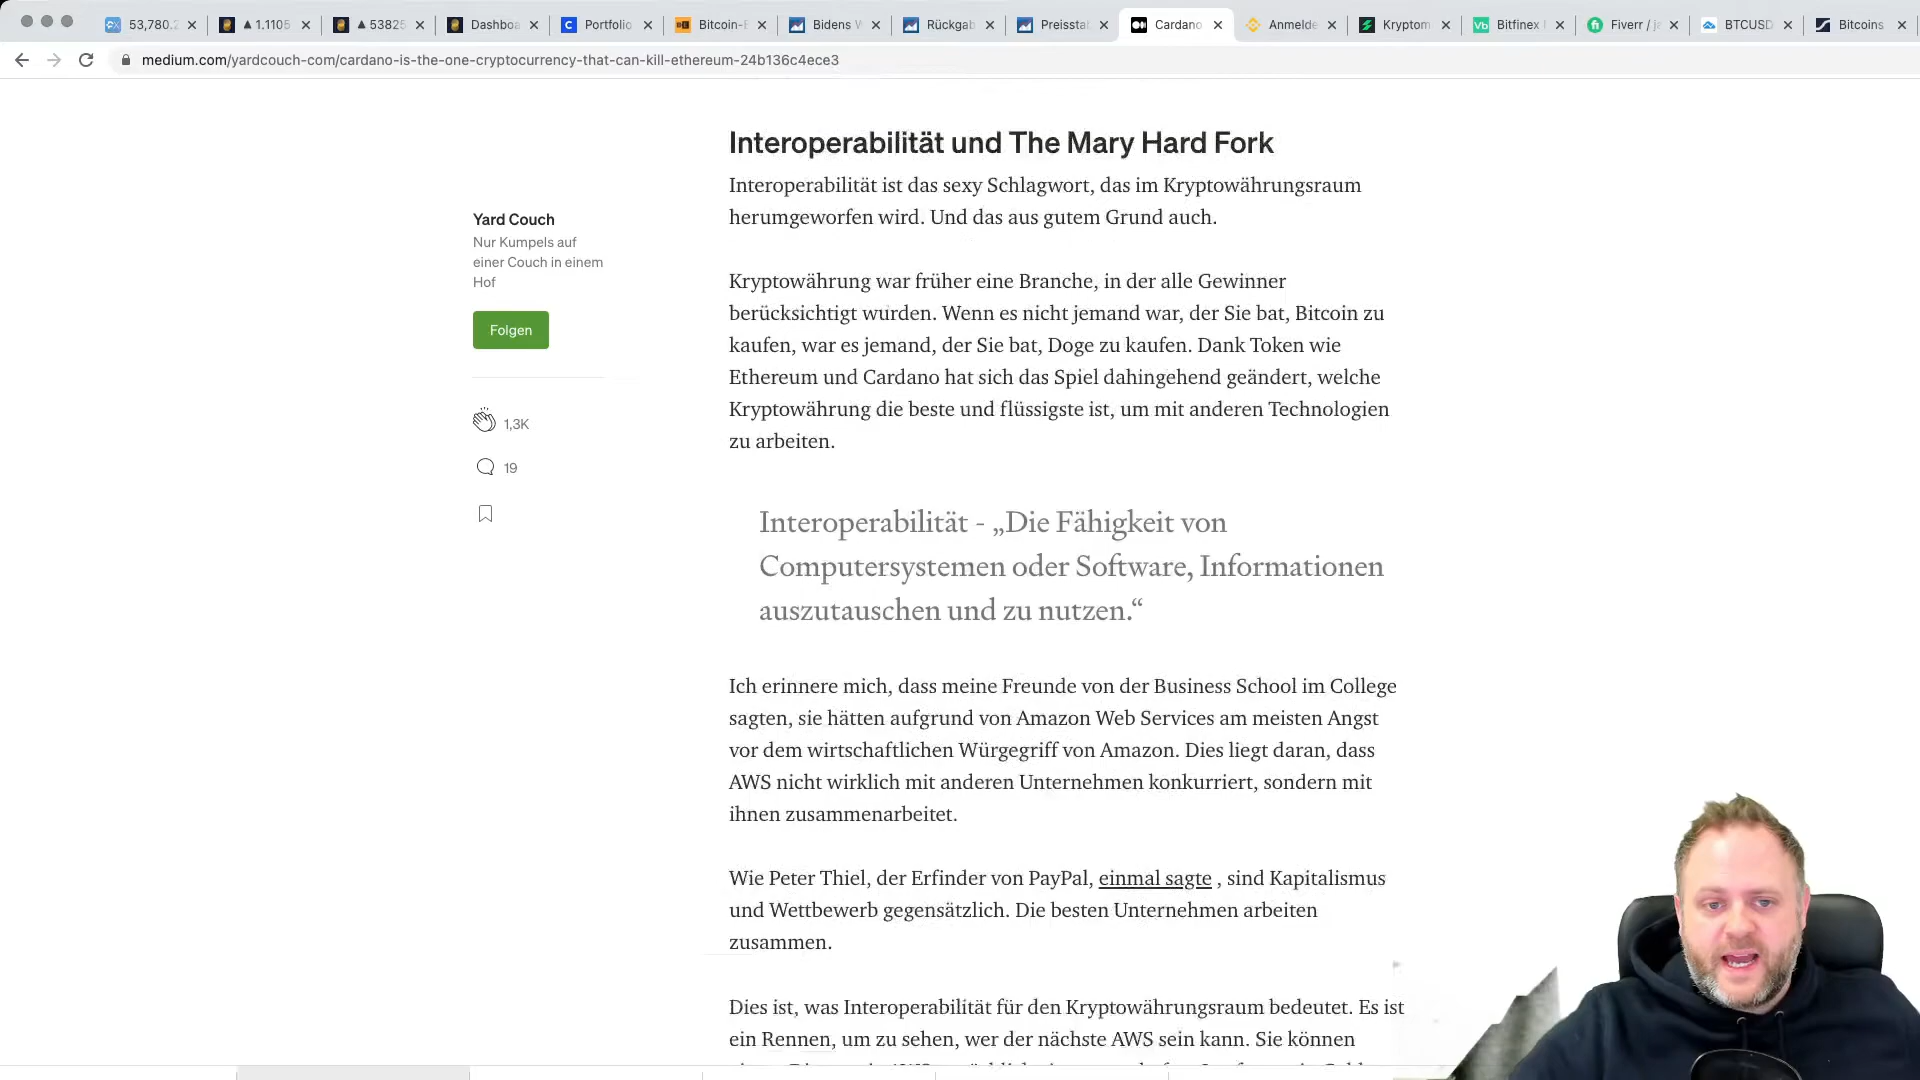 53,780.2
▲ 1.1105
▲ 53825
Dashboa
Portfolio
Bitcoin-
Bidens
Rückgab
Preissta
Cardano
Anmelde
Kryptom
Bitfinex
Fiverr / ja
BTCUSD
Bitcoins
medium.com/yardcouch-com/cardano-is-the-one-cryptocurrency-that-can-kill-ethereum-24b136c4ece3
Yard Couch
Nur Kumpels auf
einer Couch in einem
Hof
Folgen
1,3K
19
Interoperabilität und The Mary Hard Fork
Interoperabilität ist das sexy Schlagwort, das im Kryptowährungsraum
herumgeworfen wird. Und das aus gutem Grund auch.
Kryptowährung war früher eine Branche, in der alle Gewinner
berücksichtigt wurden. Wenn es nicht jemand war, der Sie bat, Bitcoin zu
kaufen, war es jemand, der Sie bat, Doge zu kaufen. Dank Token wie
Ethereum und Cardano hat sich das Spiel dahingehend geändert, welche
Kryptowährung die beste und flüssigste ist, um mit anderen Technologien
zu arbeiten.
Interoperabilität - „Die Fähigkeit von
Computersystemen oder Software, Informationen
auszutauschen und zu nutzen.“
Ich erinnere mich, dass meine Freunde von der Business School im College
sagten, sie hätten aufgrund von Amazon Web Services am meisten Angst
vor dem wirtschaftlichen Würgegriff von Amazon. Dies liegt daran, dass
AWS nicht wirklich mit anderen Unternehmen konkurriert, sondern mit
ihnen zusammenarbeitet.
Wie Peter Thiel, der Erfinder von PayPal, einmal sagte , sind Kapitalismus
und Wettbewerb gegensätzlich. Die besten Unternehmen arbeiten
zusammen.
Dies ist, was Interoperabilität für den Kryptowährungsraum bedeutet. Es ist
ein Rennen, um zu sehen, wer der nächste AWS sein kann. Sie können